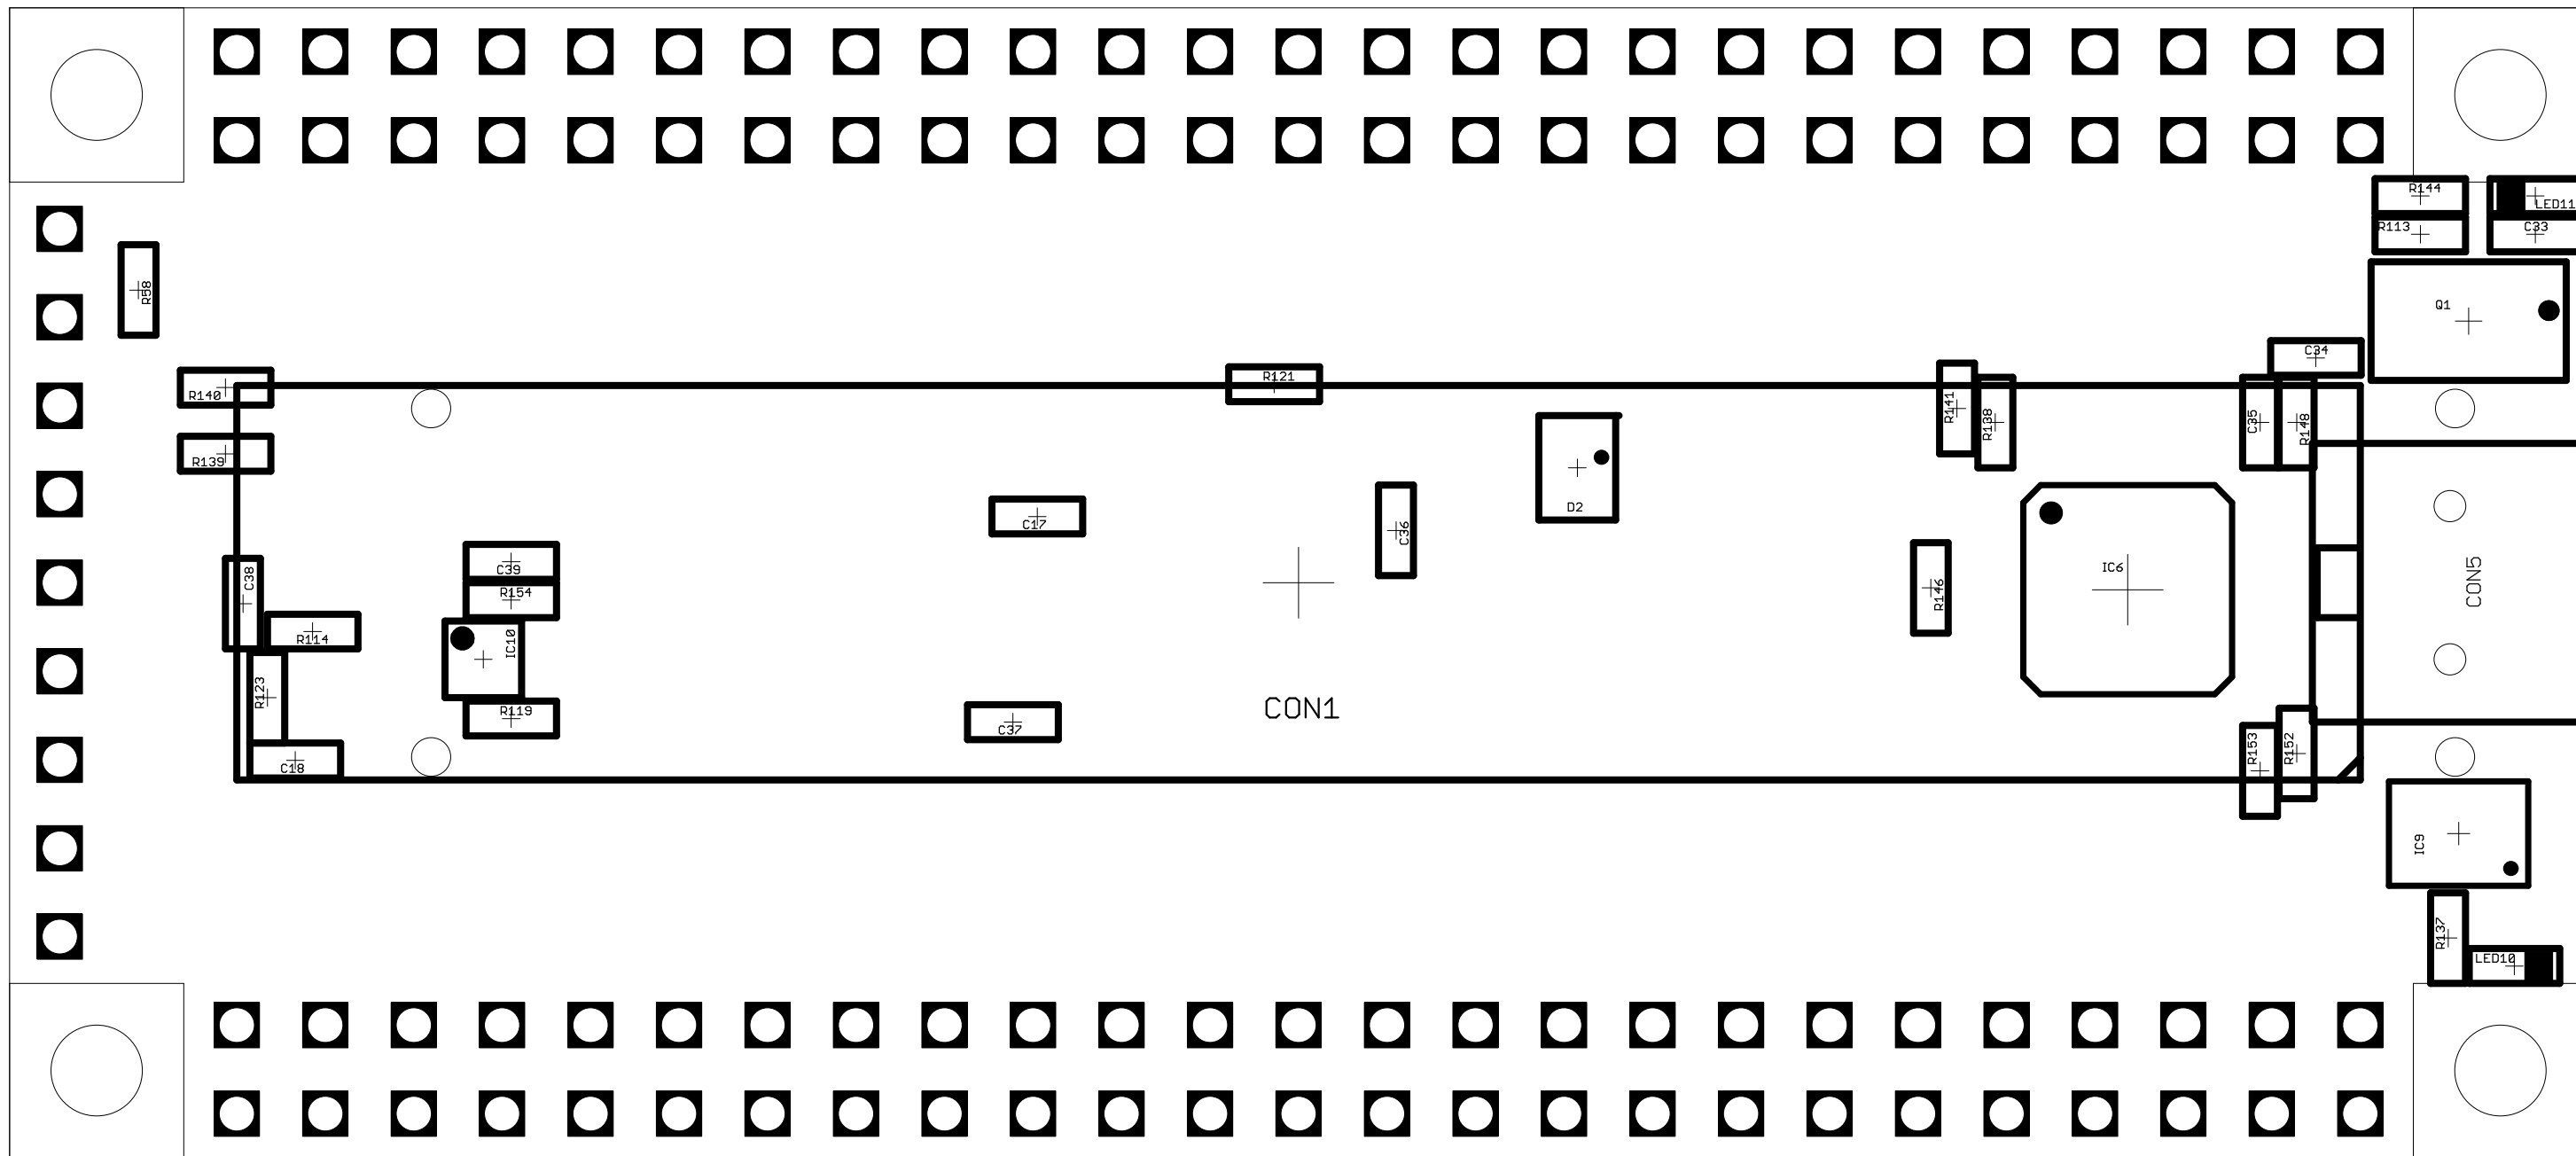 R144
LED11
R113
C33
R58
Q1
C34
R121
R140
R141
R138
C35
R148
R139
D2
C17
C36
C39
C38
R154
R146
IC6
CON5
R114
IC10
R123
R119
C37
CON1
C18
R153
R152
IC9
R137
LED10